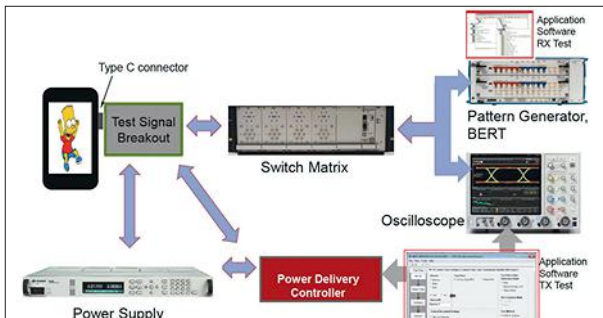 Type C connector
Test Signal
Breakout
Switch Matrix
Application
Software
RX Test
Pattern Generator,
BERT
Oscilloscope
Power Supply
Power Delivery
Controller
Application
Software
TX Test